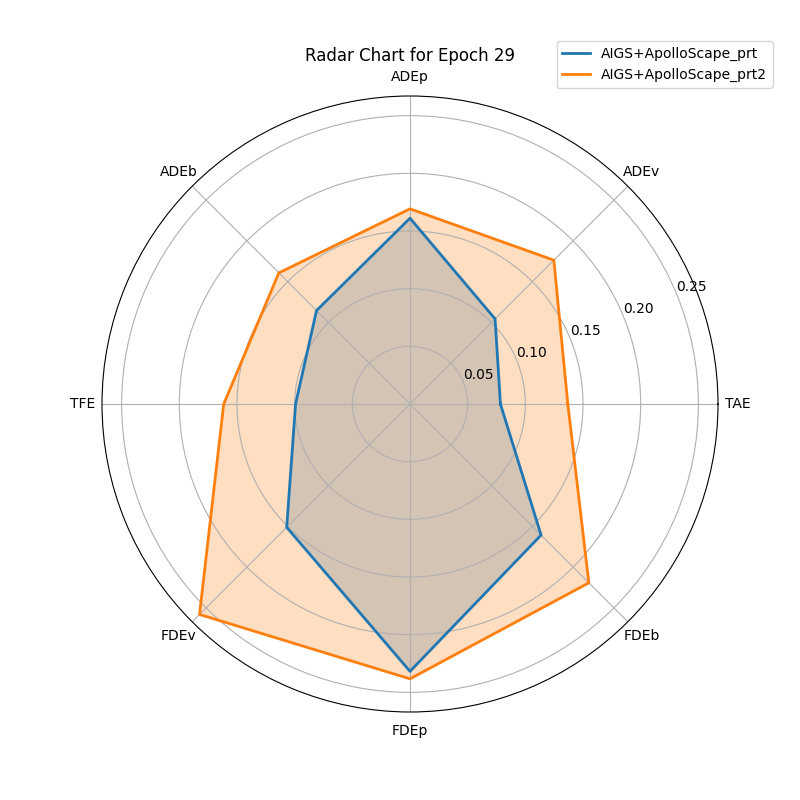 Radar Chart for Epoch 29
AIGS+ApolloScape_prt
AIGS+ApolloScape_prt2
ADEp
ADEb
ADEv
0.25
0.20
0.15
0.10
0.05
TFE
TAE
FDEv
FDEb
FDEp